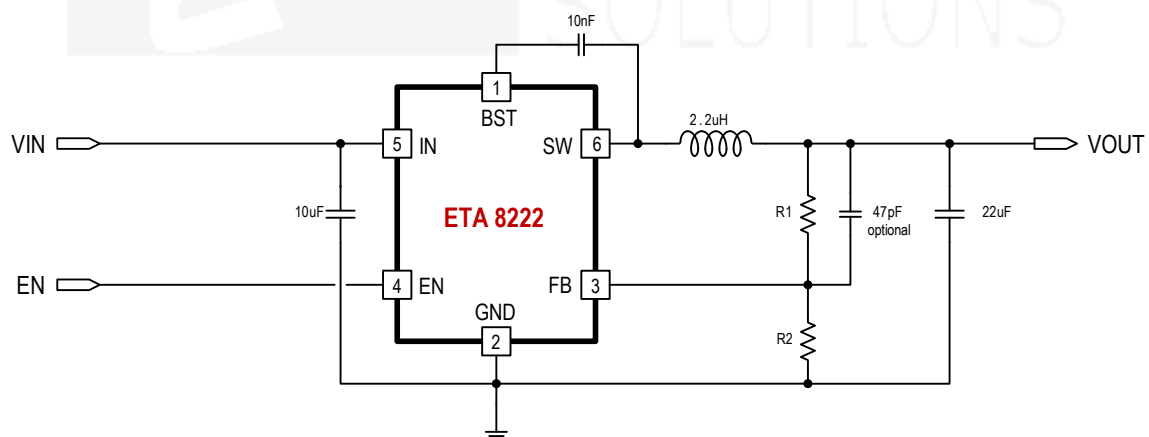 SOLUTIONS
10nF
1
BST
2.2uH
VIN
5 IN
SW 6
VOUT
10uF
ETA 8222
R1
47pF
optional
22uF
EN
4 EN
FB 3
GND
2
R2